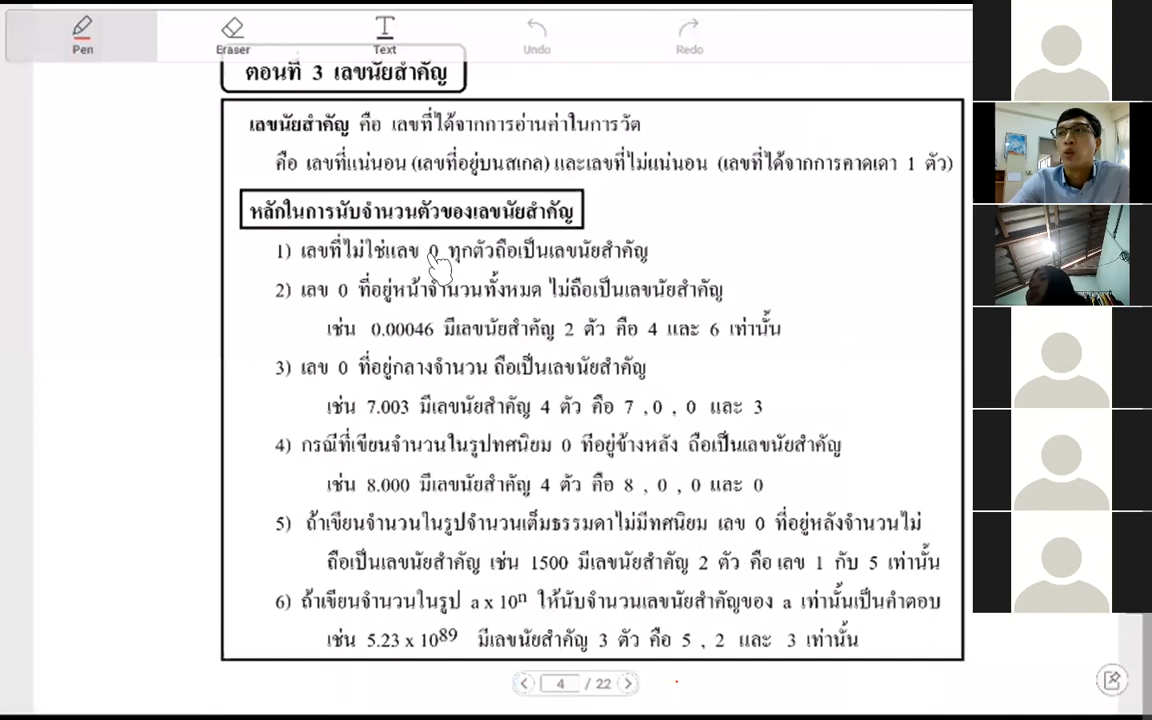 Pen
Eraser
Text
Undo
Redo
ตอนที่ 3 เลขนัยสำคัญ
เลขนัยสำคัญ คือ เลขที่ได้จากการอ่านค่าในการวัด
คือ เลขที่แน่นอน (เลขที่อยู่บนสเกล) และเลขที่ไม่แน่นอน (เลขที่ได้จากการคาดเดา 1 ตัว)
หลักในการนับจำนวนตัวของเลขนัยสำคัญ
1) เลขที่ไม่ใช่เลข 0 ทุกตัวถือเป็นเลขนัยสำคัญ
2) เลข 0 ที่อยู่หน้าจำนวนทั้งหมด ไม่ถือเป็นเลขนัยสำคัญ
เช่น 0.00046 มีเลขนัยสำคัญ 2 ตัว คือ 4 และ 6 เท่านั้น
3) เลข 0 ที่อยู่กลางจำนวน ถือเป็นเลขนัยสำคัญ
เช่น 7.003 มีเลขนัยสำคัญ 4 ตัว คือ 7 , 0 , 0 และ 3
4) กรณีที่เขียนจำนวนในรูปทศนิยม 0 ที่อยู่ข้างหลัง ถือเป็นเลขนัยสำคัญ
เช่น 8.000 มีเลขนัยสำคัญ 4 ตัว คือ 8 , 0 , 0 และ 0
5) ถ้าเขียนจำนวนในรูปจำนวนเต็มธรรมดาไม่มีทศนิยม เลข 0 ที่อยู่หลังจำนวนไม่
ถือเป็นเลขนัยสำคัญ เช่น 1500 มีเลขนัยสำคัญ 2 ตัว คือ เลข 1 กับ 5 เท่านั้น
6) ถ้าเขียนจำนวนในรูป a x 10ⁿ ให้นับจำนวนเลขนัยสำคัญของ a เท่านั้นเป็นคำตอบ
เช่น 5.23 x 10⁸⁹ มีเลขนัยสำคัญ 3 ตัว คือ 5 , 2 และ 3 เท่านั้น
4 / 22